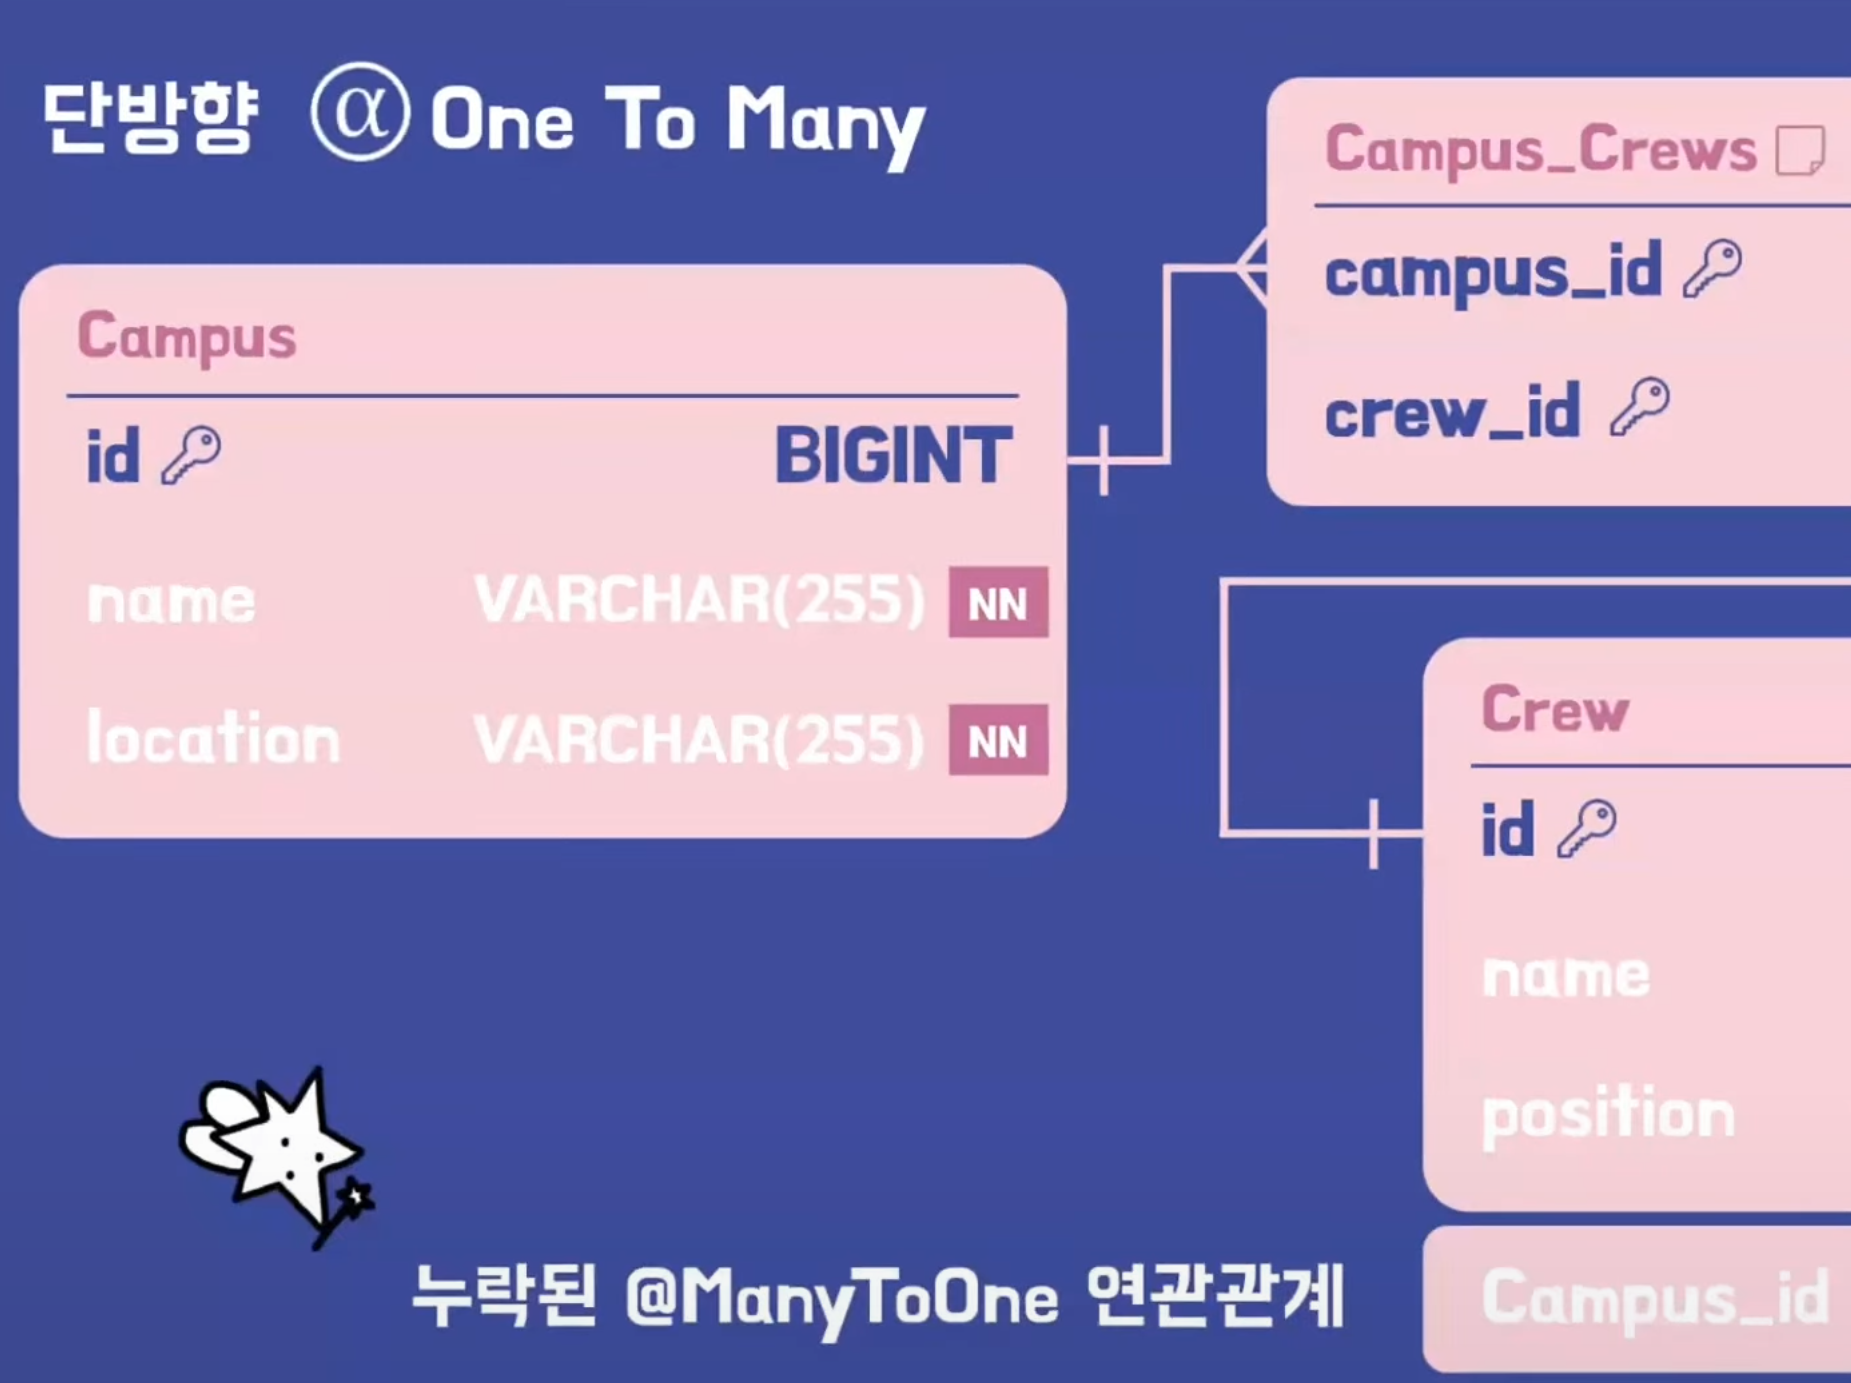 단방향 ⓐ One To Many
Campus
id BIGINT
name VARCHAR(255) NN
location VARCHAR(255) NN
Campus_Crews
campus_id
crew_id
Crew
id
name
position
Campus_id
누락된 @ManyToOne 연관관계